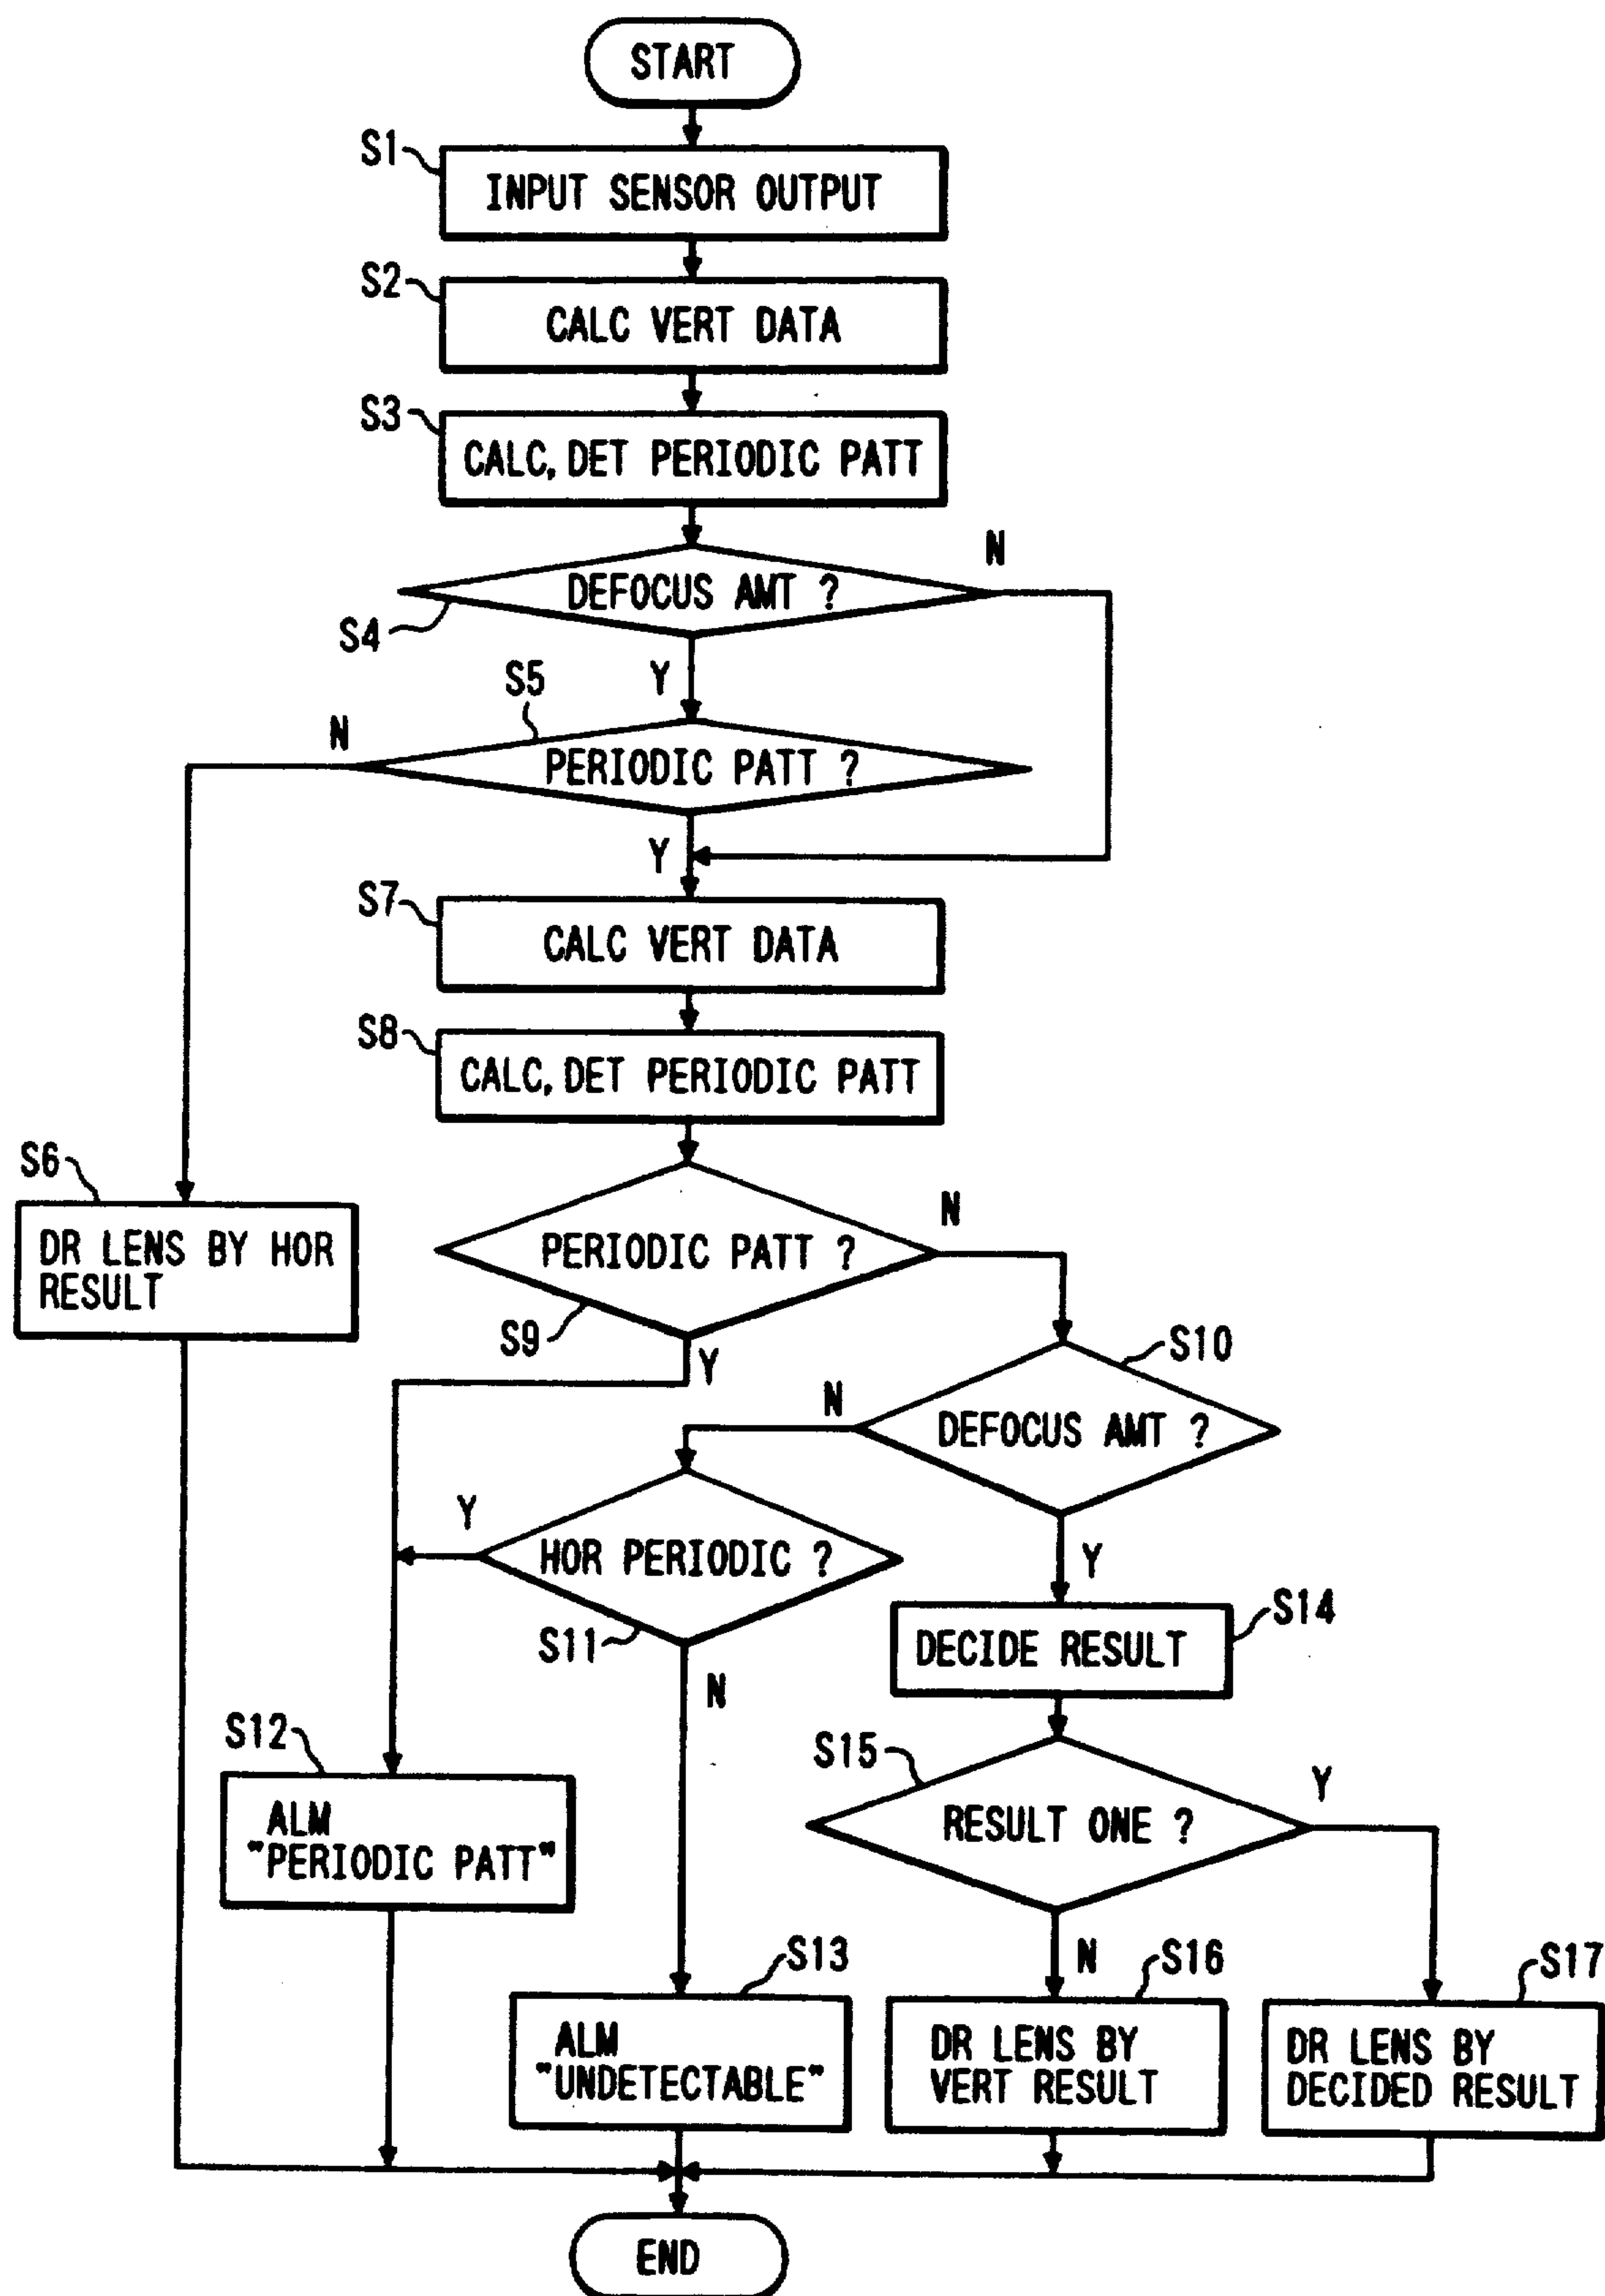 START
S1
INPUT SENSOR OUTPUT
S2
CALC VERT DATA
S3
CALC, DET PERIODIC PATT
N
DEFOCUS AMT ?
S4
Y
S5
N
PERIODIC PATT ?
Y
S7
CALC VERT DATA
S8
CALC, DET PERIODIC PATT
S6
DR LENS BY HOR
RESULT
N
PERIODIC PATT ?
S9
Y
S10
N
DEFOCUS AMT ?
Y
HOR PERIODIC ?
Y
S11
N
S14
DECIDE RESULT
S12
ALM
"PERIODIC PATT"
S15
Y
RESULT ONE ?
N
S13
ALM
"UNDETECTABLE"
S16
DR LENS BY
VERT RESULT
S17
DR LENS BY
DECIDED RESULT
END